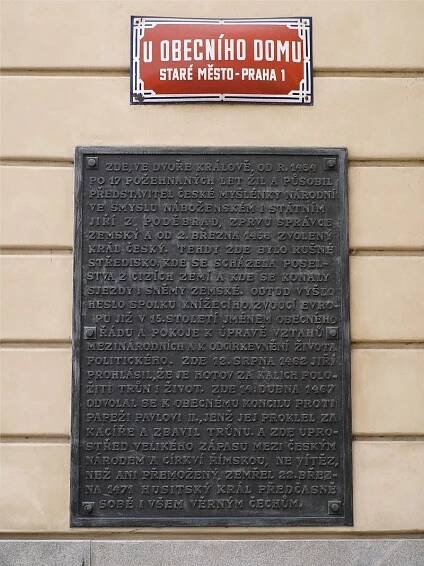 U OBECNÍHO DOMU
STARÉ MĚSTO-PRAHA 1
ZDE, VE DVOŘE KRÁLOVĚ, OD R. 1454
PO 17 POŽEHNANÝCH LET ŽIL A PŮSOBIL
PŘEDSTAVITEL ČESKÉ MYŠLÉNKY NÁRODNÍ
VE SMYSLU NÁBOŽENSKÉM I STÁTNÍM
JIŘÍ Z PODĚBRAD, ZPRVU SPRÁVCE
ZEMSKÝ A OD 2. BŘEZNA 1458 ZVOLENÝ
KRÁL ČESKÝ. TEHDÁŽ ZDE BYLO RUŠNÉ
STŘEDISKO, KDE SE SCHÁZELA POSEL-
STVA Z CIZÍCH ZEMÍ A KDE SE KONALY
SJEZDY I SNĚMY ZEMSKÉ. ODTUD VYŠLO
HESLO SPOLKU KNÍŽECÍHO, ZVOUCÍ EVRO-
PU JIŽ V 15. STOLETÍ JMÉNEM OBECNÉHO
ŘÁDU A POKOJE K ÚPRAVĚ VZTAHŮ
MEZINÁRODNÍCH A K ODCÍRKEVNĚNÍ ŽIVOTA
POLITICKÉHO. ZDE 12. SRPNA 1462 JIŘÍ
PROHLÁSIL, ŽE JE HOTOV ZA KALICH POLO-
ŽITI TRŮN I ŽIVOT. ZDE 14. DUBNA 1467
ODVOLAL SE K OBECNÉMU KONCILU PROTI
PAPEŽI PAVLOVI II., JENŽ JEJ PROKLEL ZA
KACÍŘE A ZBAVIL TRŮNU. A ZDE UPRO-
STŘED VELIKÉHO ZÁPASU MEZI ČESKÝM
NÁRODEM A CÍRKVÍ ŘÍMSKOU, NE VÍTĚZ,
NEŽ ANI PŘEMOŽENÝ, ZEMŘEL 22. BŘEZ-
NA 1471 HUSITSKÝ KRÁL PŘEDČASNĚ
SOBĚ I VŠEM VĚRNÝM ČECHŮM.